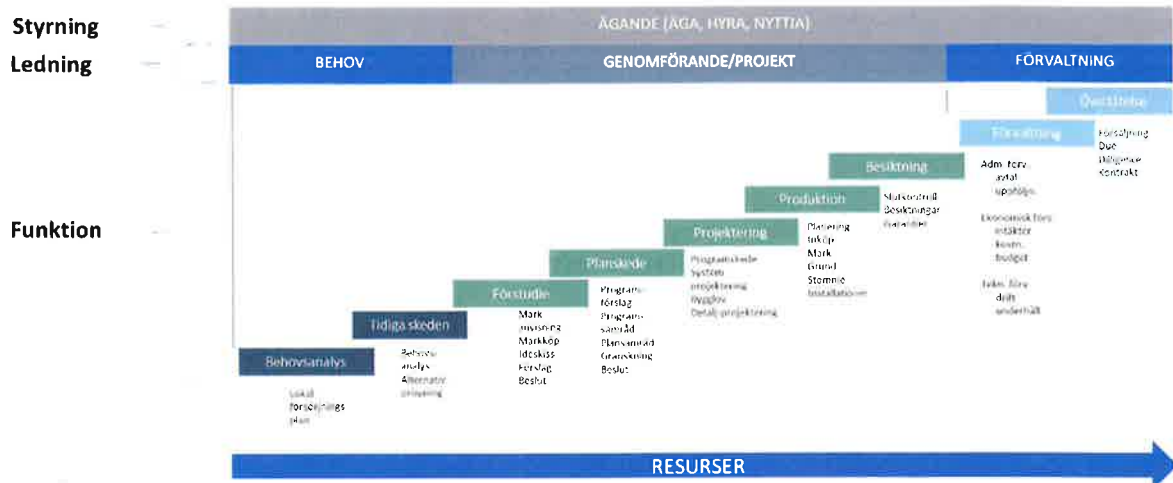 Styrning
ÄGANDE (ÄGA, HYRA, NYTTJA)
Ledning
BEHOV
GENOMFÖRANDE/PROJEKT
FÖRVALTNING
Funktion
Överlåtelse
Försäljning
Due
Diligence
Kontrakt
Förvaltning
Adm. förv.
avtal
uppföljn.
Ekonomisk förv.
intäkter
kostn.
budget
Tekn. förv.
drift
underhåll
Besiktning
Slutkontroll
Besiktningar
Garantier
Produktion
Planering
Inköp
Mark
Grund
Stomme
Installationer
Projektering
Programskede
System
projektering
Bygglov
Detalj-projektering
Planskede
Program-
förslag
Program-
samråd
Plansamråd
Granskning
Beslut
Förstudie
Mark
anvisning
Markköp
Idéskiss
Förslag
Beslut
Tidiga skeden
Behovs
analys
Alternativ
prövning
Behovsanalys
Lokal
försörjnings
plan
RESURSER